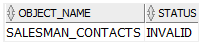 OBJECT_NAME STATUS
SALESMAN_CONTACTS INVALID